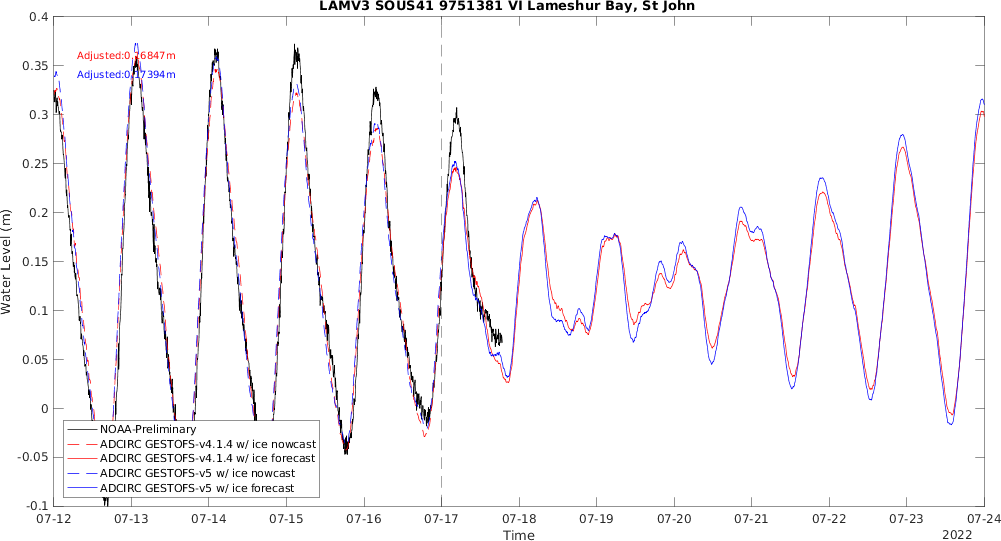 LAMV3 SOUS41 9751381 VI Lameshur Bay, St John
0.4
0.35
0.3
0.25
0.2
0.15
0.1
0.05
0
-0.05
-0.1
Water Level (m)
Adjusted:0.16847m
Adjusted:0.17394m
NOAA-Preliminary
ADCIRC GESTOFS-v4.1.4 w/ ice nowcast
ADCIRC GESTOFS-v4.1.4 w/ ice forecast
ADCIRC GESTOFS-v5 w/ ice nowcast
ADCIRC GESTOFS-v5 w/ ice forecast
07-12 07-13 07-14 07-15 07-16 07-17 07-18 07-19 07-20 07-21 07-22 07-23 07-24
Time
2022